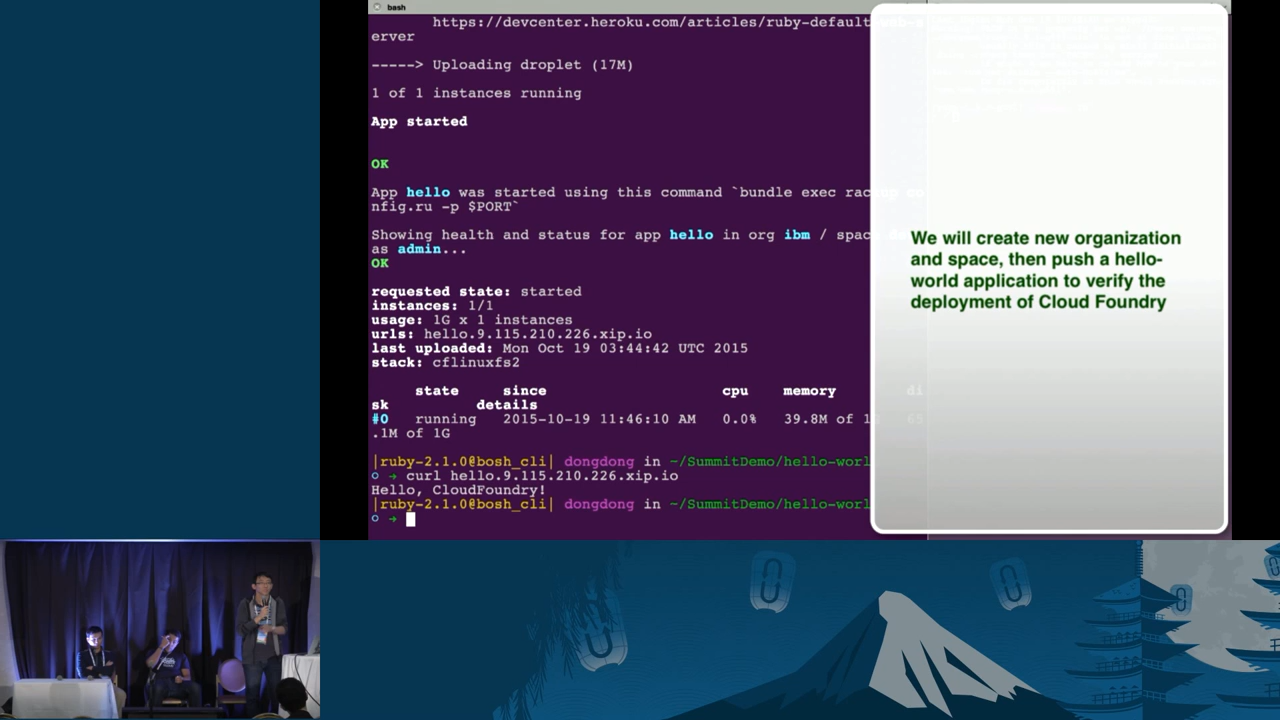 bash
https://devcenter.heroku.com/articles/ruby-default-web-s
erver
-----> Uploading droplet (17M)
1 of 1 instances running
App started
OK
App hello was started using this command `bundle exec rackup co
nfig.ru -p $PORT`
Showing health and status for app hello in org ibm / space
as admin...
OK
requested state: started
instances: 1/1
usage: 1G x 1 instances
urls: hello.9.115.210.226.xip.io
last uploaded: Mon Oct 19 03:44:42 UTC 2015
stack: cflinuxfs2
state since cpu memory di
sk details
#0 running 2015-10-19 11:46:10 AM 0.0% 39.8M of 1G 65
.1M of 1G
|ruby-2.1.0@bosh_cli| dongdong in ~/SummitDemo/hello-worl
○ → curl hello.9.115.210.226.xip.io
Hello, CloudFoundry!
|ruby-2.1.0@bosh_cli| dongdong in ~/SummitDemo/hello-worl
○ →
We will create new organization
and space, then push a hello-
world application to verify the
deployment of Cloud Foundry